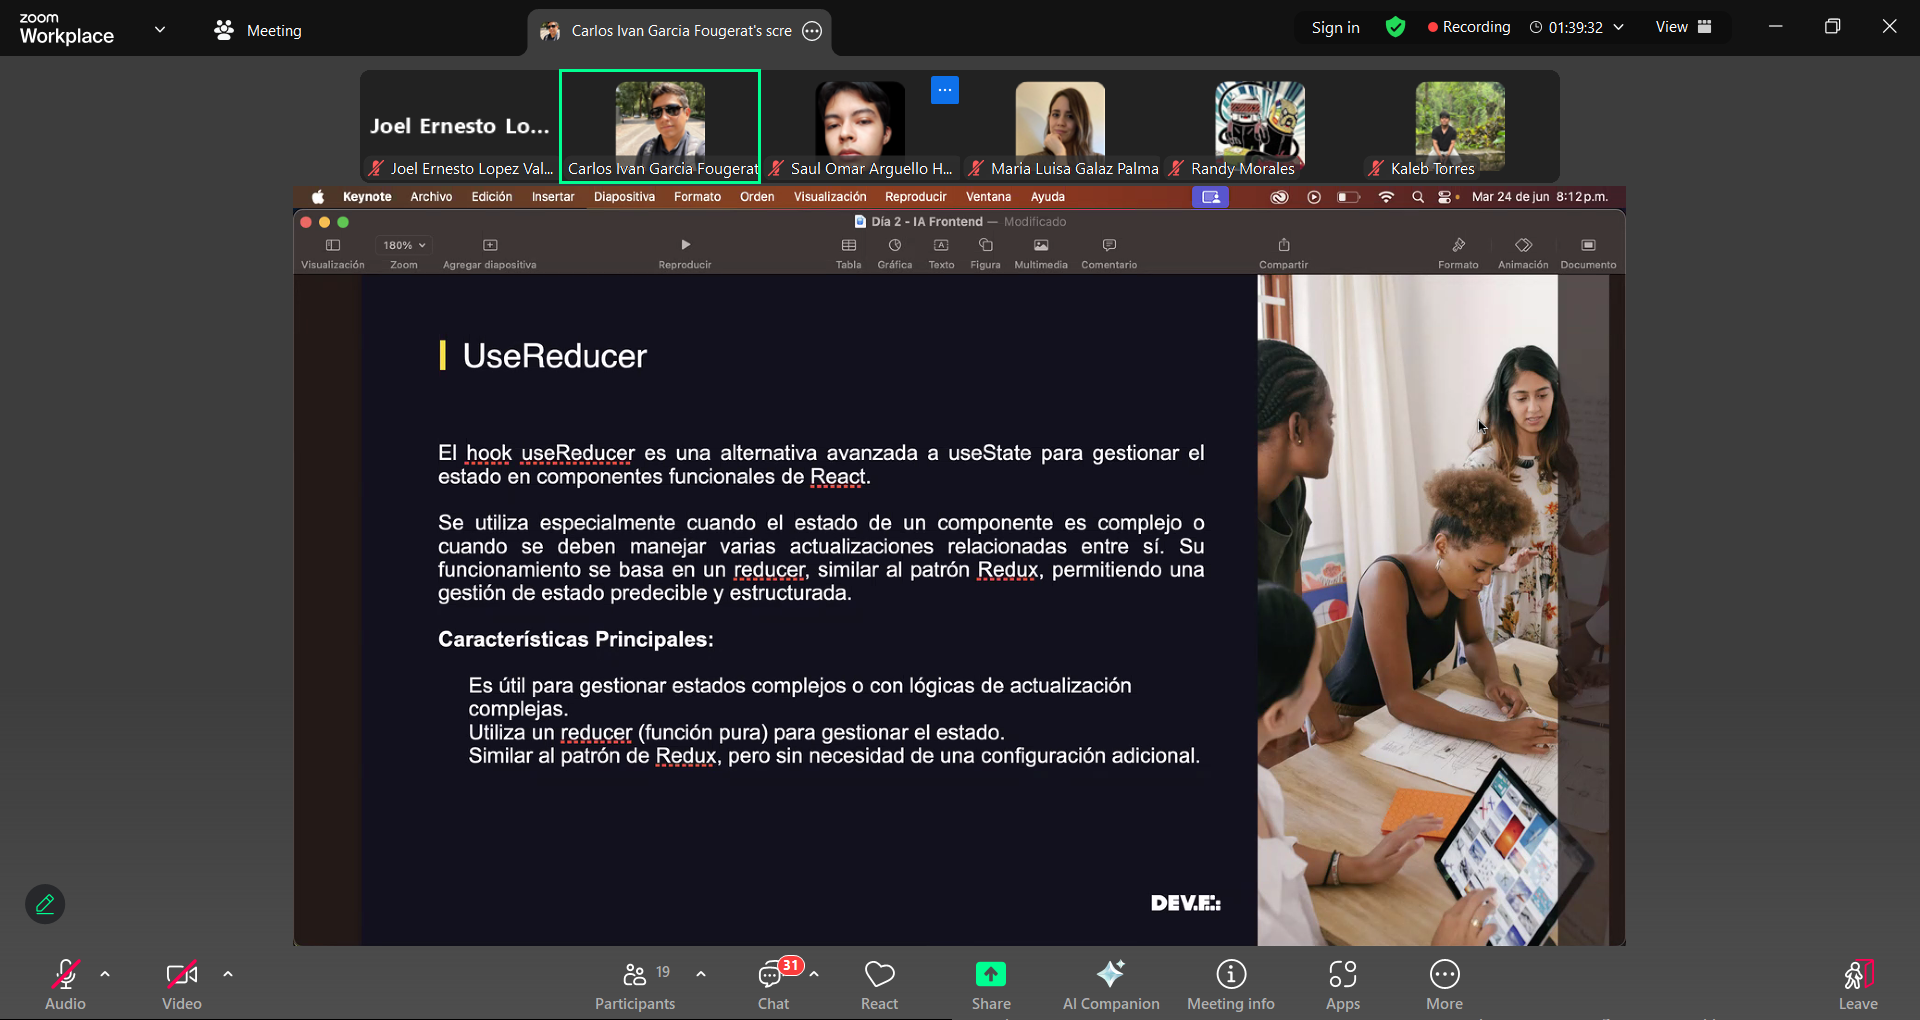 zoom
Workplace
Meeting
Carlos Ivan Garcia Fougerat's scre
Sign in
Recording
01:39:32
View
Joel Ernesto Lo...
Joel Ernesto Lopez Val...
Carlos Ivan Garcia Fougerat
Saul Omar Arguello H...
Maria Luisa Galaz Palma
Randy Morales
Kaleb Torres
Keynote Archivo Edición Insertar Diapositiva Formato Orden Visualización Reproducir Ventana Ayuda
Mar 24 de jun 8:12 p.m.
Día 2 - IA Frontend — Modificado
180%
Visualización Zoom Agregar diapositiva Reproducir Tabla Gráfica Texto Figura Multimedia Comentario Compartir Formato Animación Documento
UseReducer
El hook useReducer es una alternativa avanzada a useState para gestionar el
estado en componentes funcionales de React.
Se utiliza especialmente cuando el estado de un componente es complejo o
cuando se deben manejar varias actualizaciones relacionadas entre sí. Su
funcionamiento se basa en un reducer, similar al patrón Redux, permitiendo una
gestión de estado predecible y estructurada.
Características Principales:
Es útil para gestionar estados complejos o con lógicas de actualización
complejas.
Utiliza un reducer (función pura) para gestionar el estado.
Similar al patrón de Redux, pero sin necesidad de una configuración adicional.
DEV.F.:
19
31
Audio
Video
Participants
Chat
React
Share
AI Companion
Meeting info
Apps
More
Leave